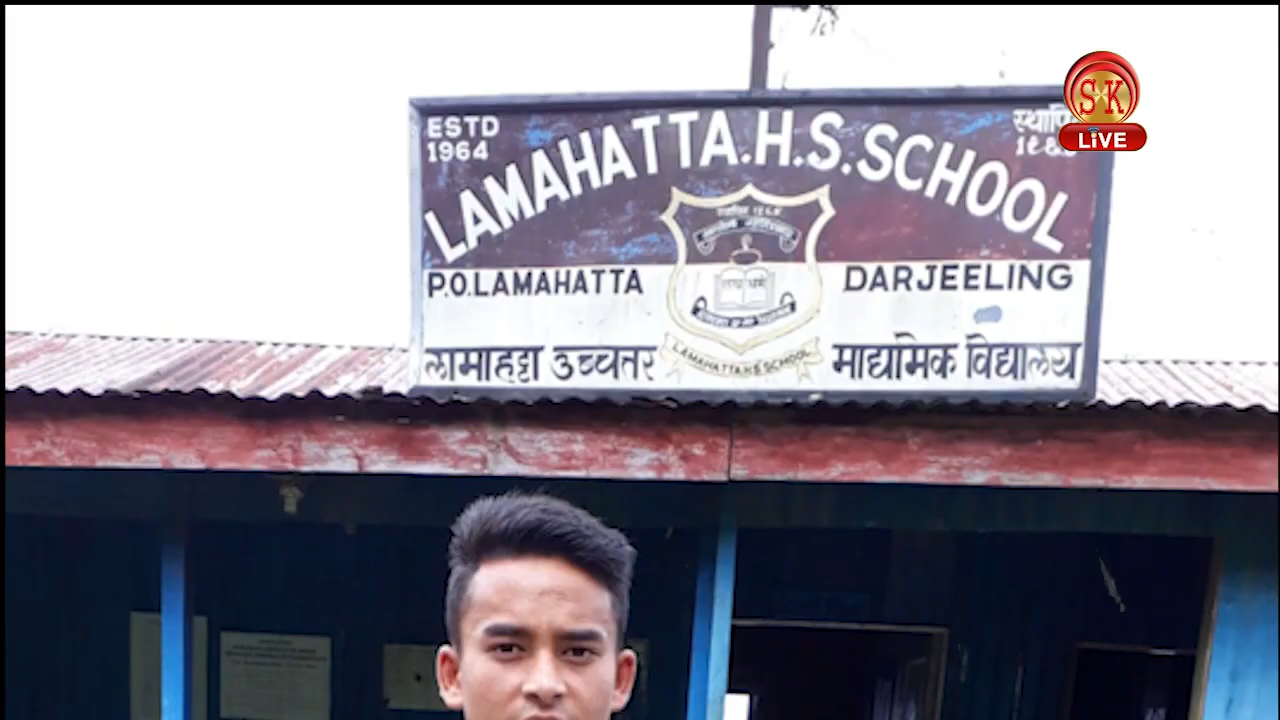 SK
LiVE
ESTD
1964
LAMAHATTA.H.S.SCHOOL
P.O.LAMAHATTA
DARJEELING
लामाहट्टा उच्चतर
माद्यमिक विद्यालय
LAMAHATTA.H.S.SCHOOL